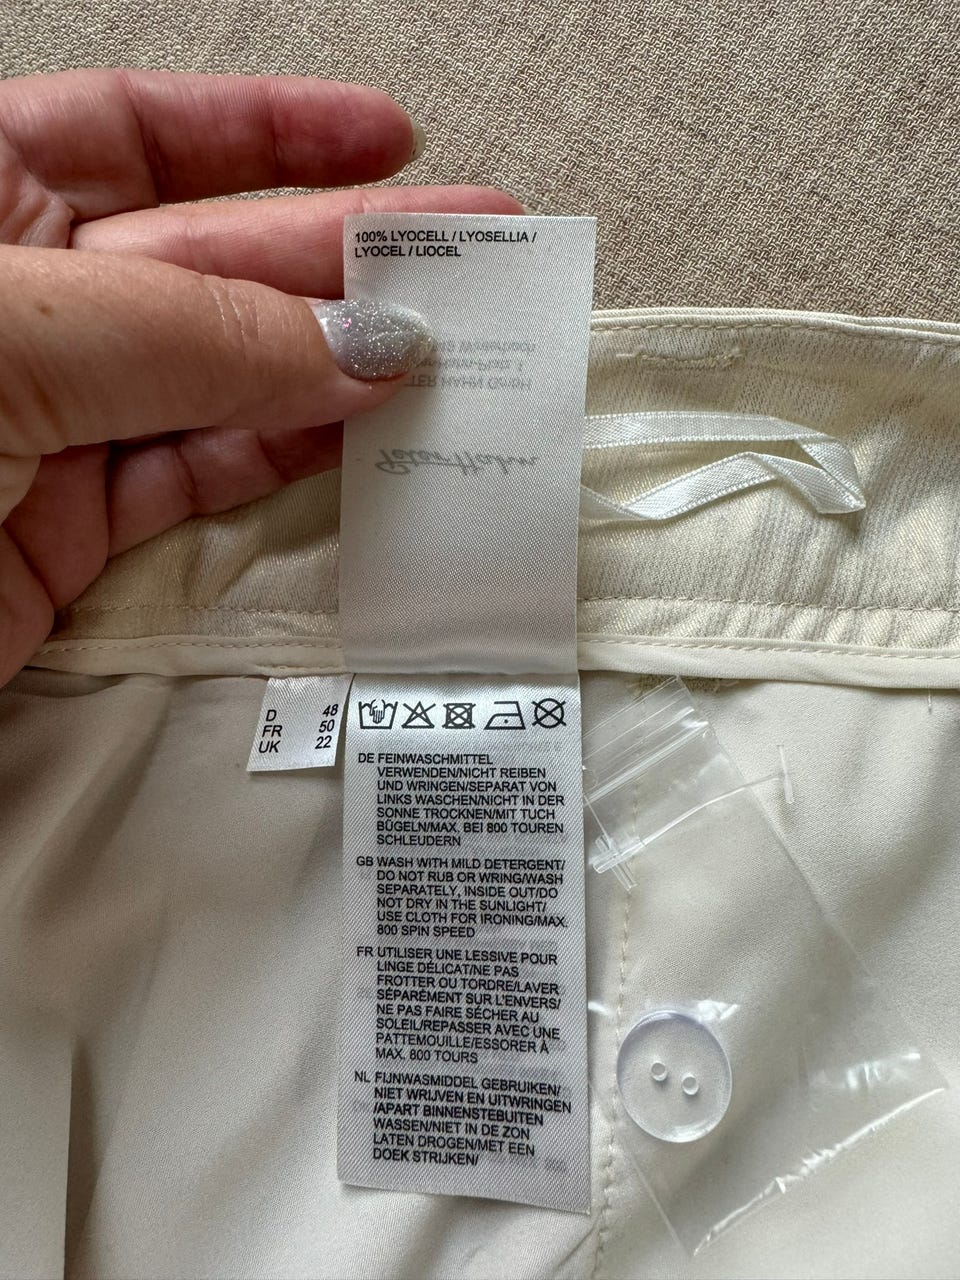 100% LYOCELL / LYOSELLIA /
LYOCEL / LIOCEL
PeterHahn
D 48
FR 50
UK 22
DE FEINWASCHMITTEL
VERWENDEN/NICHT REIBEN
UND WRINGEN/SEPARAT VON
LINKS WASCHEN/NICHT IN DER
SONNE TROCKNEN/MIT TUCH
BÜGELN/MAX. BEI 800 TOUREN
SCHLEUDERN
GB WASH WITH MILD DETERGENT/
DO NOT RUB OR WRING/WASH
SEPARATELY, INSIDE OUT/DO
NOT DRY IN THE SUNLIGHT/
USE CLOTH FOR IRONING/MAX.
800 SPIN SPEED
FR UTILISER UNE LESSIVE POUR
LINGE DÉLICAT/NE PAS
FROTTER OU TORDRE/LAVER
SÉPARÉMENT SUR L'ENVERS/
NE PAS FAIRE SÉCHER AU
SOLEIL/REPASSER AVEC UNE
PATTEMOUILLE/ESSORER À
MAX. 800 TOURS
NL FIJNWASMIDDEL GEBRUIKEN/
NIET WRIJVEN EN UITWRINGEN
/APART BINNENSTEBUITEN
WASSEN/NIET IN DE ZON
LATEN DROGEN/MET EEN
DOEK STRIJKEN/